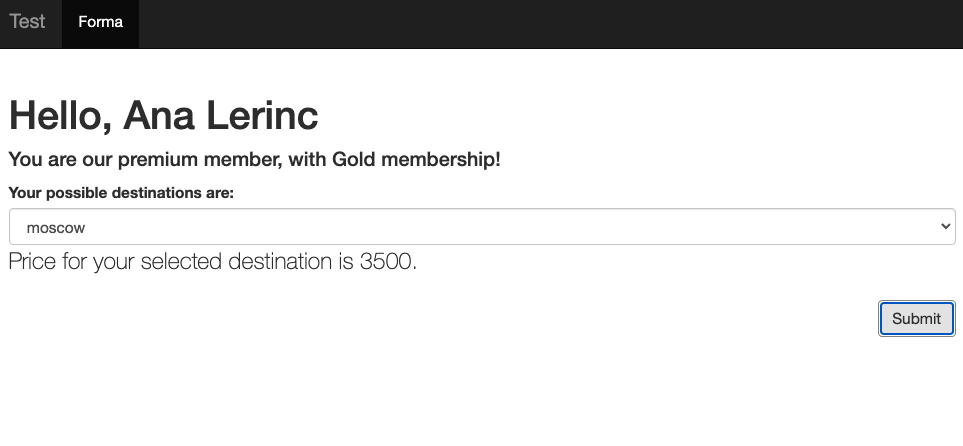 Test Forma
Hello, Ana Lerinc
You are our premium member, with Gold membership!
Your possible destinations are:
moscow
Price for your selected destination is 3500.
Submit